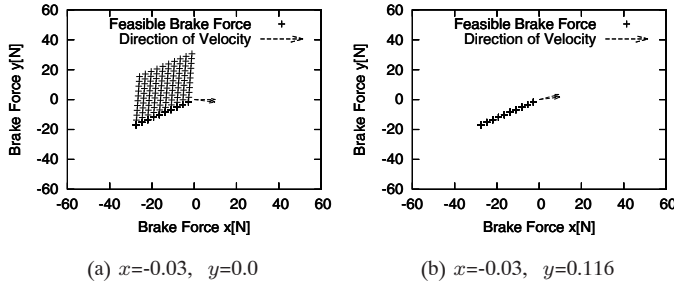 Feasible Brake Force
Direction of Velocity
60
40
20
0
-20
-40
-60
Brake Force y[N]
-60 -40 -20 0 20 40 60
Brake Force x[N]
(a) x=-0.03, y=0.0
Feasible Brake Force
Direction of Velocity
60
40
20
0
-20
-40
-60
Brake Force y[N]
-60 -40 -20 0 20 40 60
Brake Force x[N]
(b) x=-0.03, y=0.116